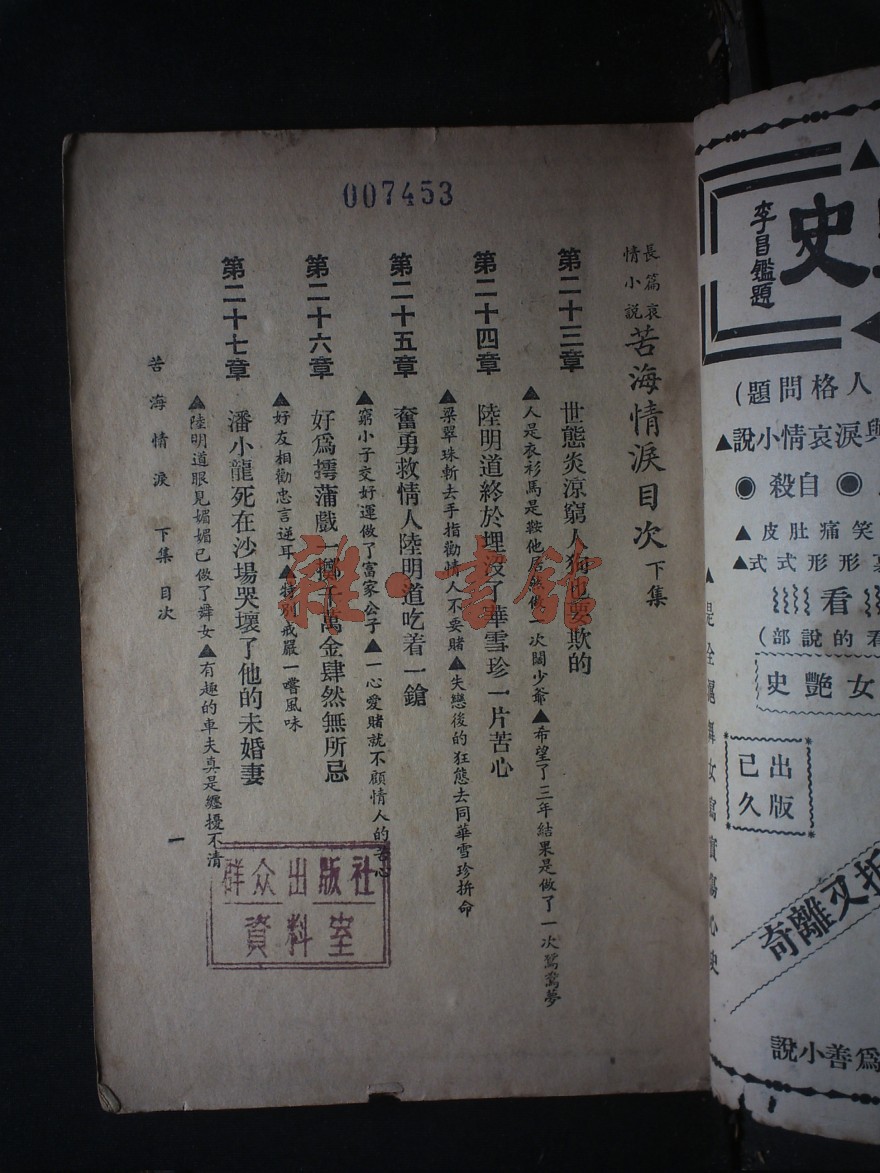 007453
長篇哀情小說 苦海情淚目次 下集
第二十三章 世態炎涼窮人狗也要欺的
▲人是衣衫馬是鞍他居然做一次闊少爺▲希望了三年結果是做了一次鴛鴦夢
第二十四章 陸明道終於埋沒了華雪珍一片苦心
▲梁翠珠斬去手指勸情人不要賭▲失戀後的狂態去同華雪珍拚命
第二十五章 奮勇救情人陸明道吃着一鎗
▲窮小子交好運做了富家公子▲一心愛賭就不顧情人的苦心
第二十六章 好爲摴蒲戲一擲千萬金肆然無所忌
▲好友相勸忠言逆耳▲特別戒嚴一嚐風味
第二十七章 潘小龍死在沙場哭壞了他的未婚妻
▲陸明道眼見媚媚已做了舞女▲有趣的車夫真是纏擾不清
苦海情淚 下集 目次
一
群众出版社
資料室
雜·書館
史
李昌鑑題
人格問題)
淚哀情小說▲
◉ 自殺 ◉
笑痛肚皮▲
形形式式▲
看
看的說部)
女艷史
出版
已久
又離奇
爲善小說